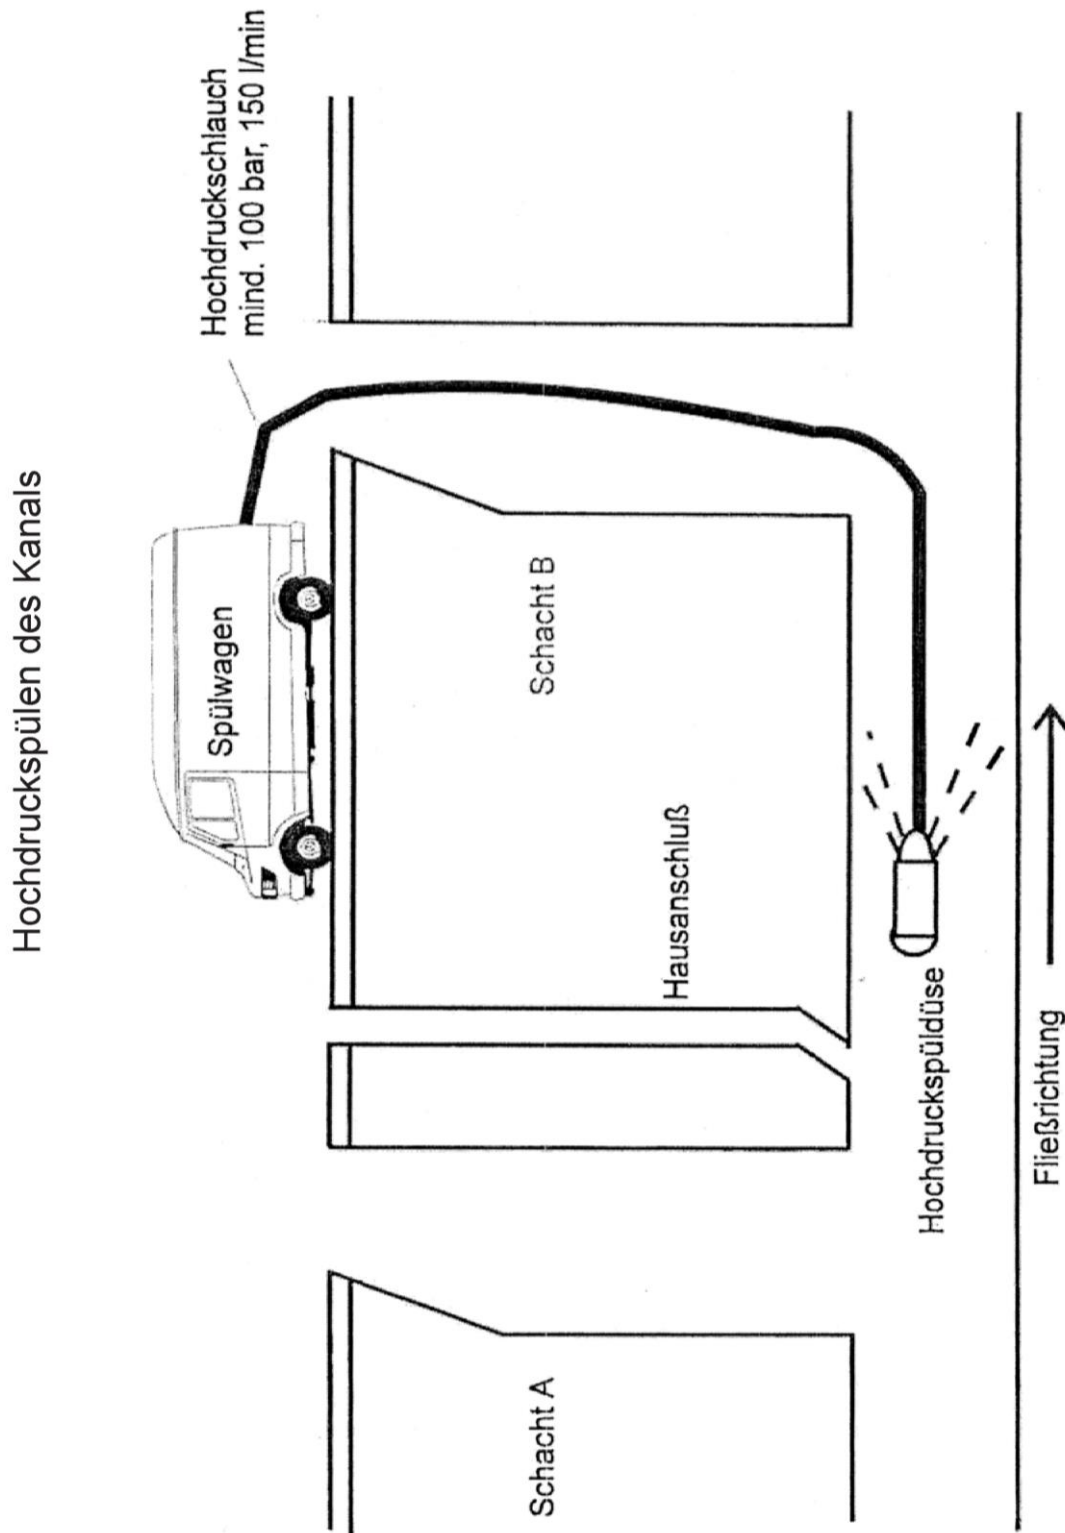 Hochdruckspülen des Kanals
Hochdruckschlauch
mind. 100 bar, 150 l/min
Spülwagen
Schacht A
Schacht B
Hausanschluß
Hochdruckspüldüse
Fließrichtung